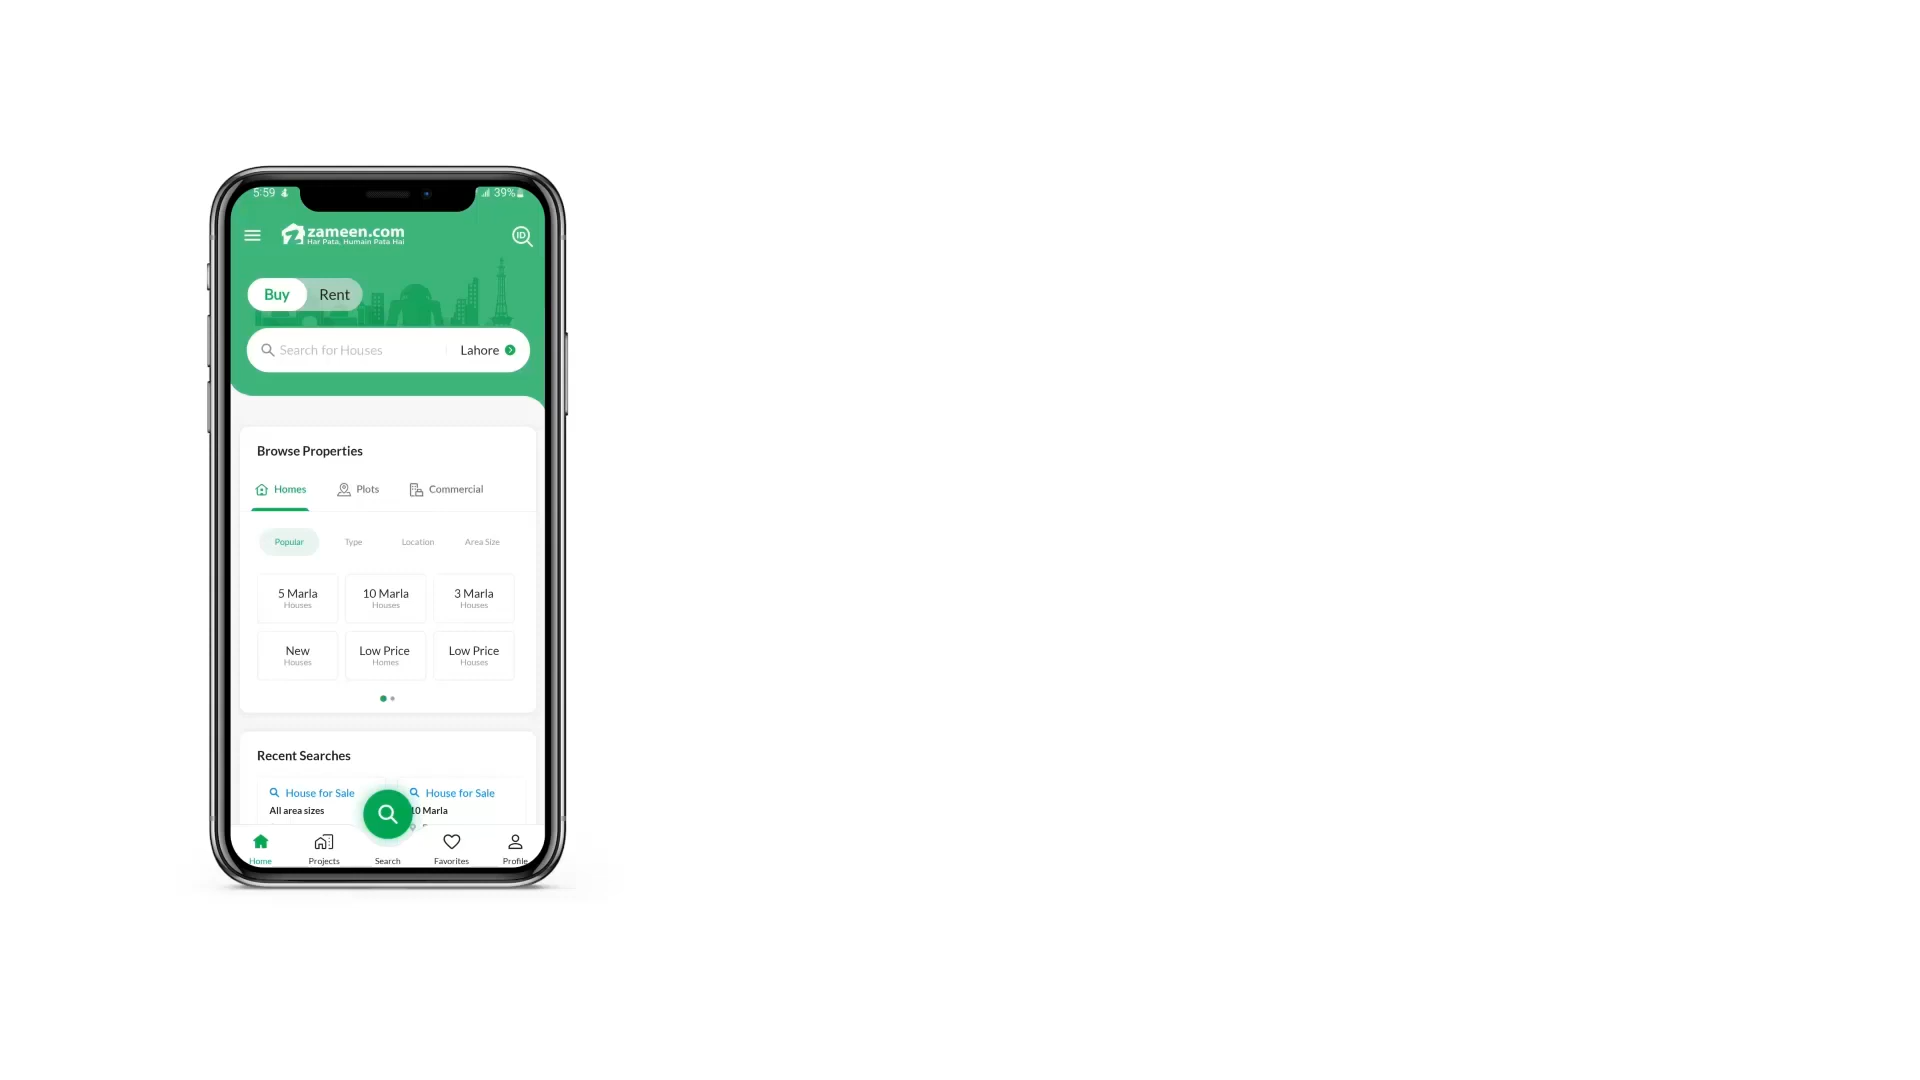 5:59 39%
zameen.com
Har Pata, Humain Pata Hai
ID
Buy Rent
Search for Houses Lahore
Browse Properties
Homes Plots Commercial
Popular Type Location Area Size
5 Marla 10 Marla 3 Marla
Houses Houses Houses
New Low Price Low Price
Houses Homes Houses
Recent Searches
House for Sale House for Sale
All area sizes 10 Marla
Home Projects Search Favorites Profile